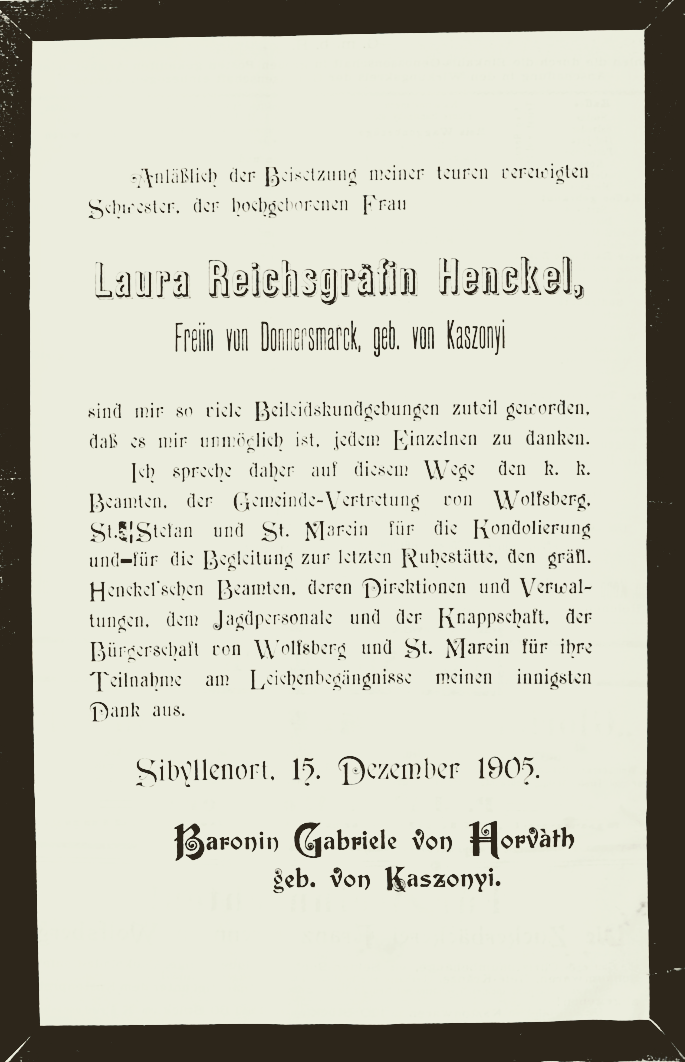 Anläßlich der Beisetzung meiner teuren verewigten
Schwester, der hochgeborenen Frau
Laura Reichsgräfin Henckel,
Freiin von Donnersmarck, geb. von Kaszonyi
sind mir so viele Beileidskundgebungen zuteil geworden,
daß es mir unmöglich ist, jedem Einzelnen zu danken.
Ich spreche daher auf diesem Wege den k. k.
Beamten, der Gemeinde-Vertretung von Wolfsberg,
St. Stefan und St. Marein für die Kondolierung
und für die Begleitung zur letzten Ruhestätte, den gräfl.
Henckel'schen Beamten, deren Direktionen und Verwal-
tungen, dem Jagdpersonale und der Knappschaft, der
Bürgerschaft von Wolfsberg und St. Marein für ihre
Teilnahme am Leichenbegängnisse meinen innigsten
Dank aus.
Sibyllenort, 15. Dezember 1905.
Baronin Gabriele von Horvàth
geb. von Kaszonyi.